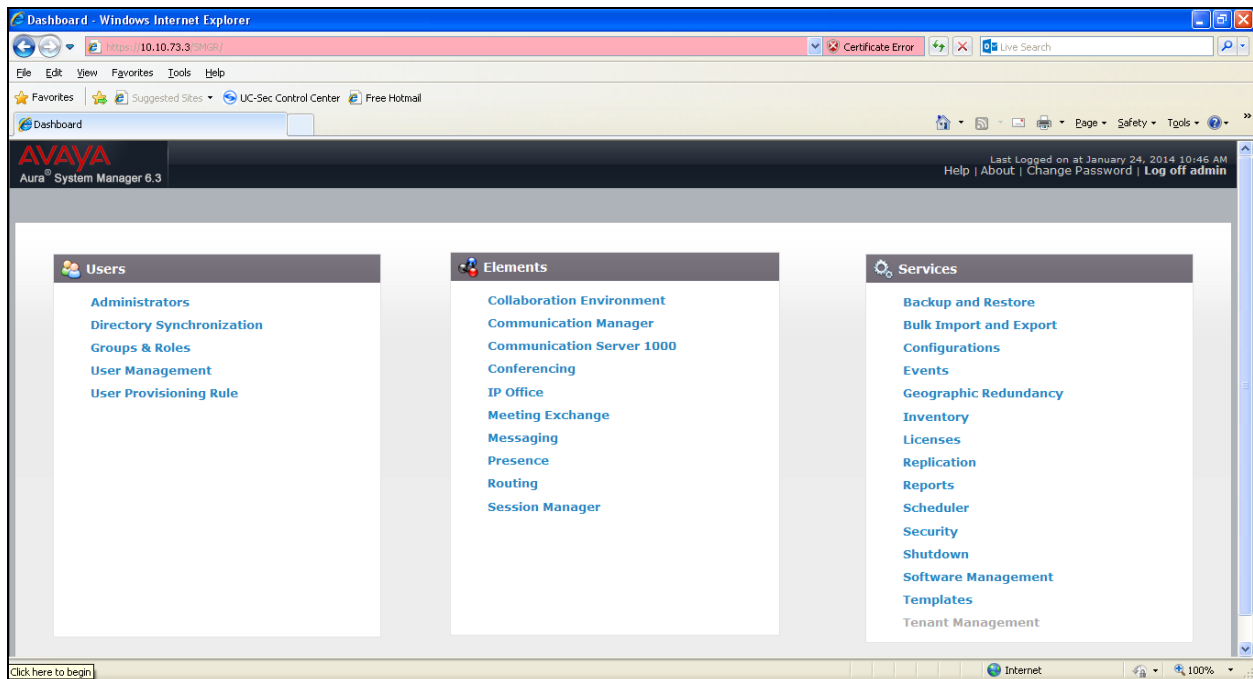 Dashboard - Windows Internet Explorer
https://10.10.73.3/SMGR/
Certificate Error
Live Search
File Edit View Favorites Tools Help
Favorites Suggested Sites UC-Sec Control Center Free Hotmail
Dashboard
Page Safety Tools
AVAYA
Aura® System Manager 6.3
Last Logged on at January 24, 2014 10:46 AM
Help | About | Change Password | Log off admin
Users
Administrators
Directory Synchronization
Groups & Roles
User Management
User Provisioning Rule
Elements
Collaboration Environment
Communication Manager
Communication Server 1000
Conferencing
IP Office
Meeting Exchange
Messaging
Presence
Routing
Session Manager
Services
Backup and Restore
Bulk Import and Export
Configurations
Events
Geographic Redundancy
Inventory
Licenses
Replication
Reports
Scheduler
Security
Shutdown
Software Management
Templates
Tenant Management
Click here to begin
Internet
100%